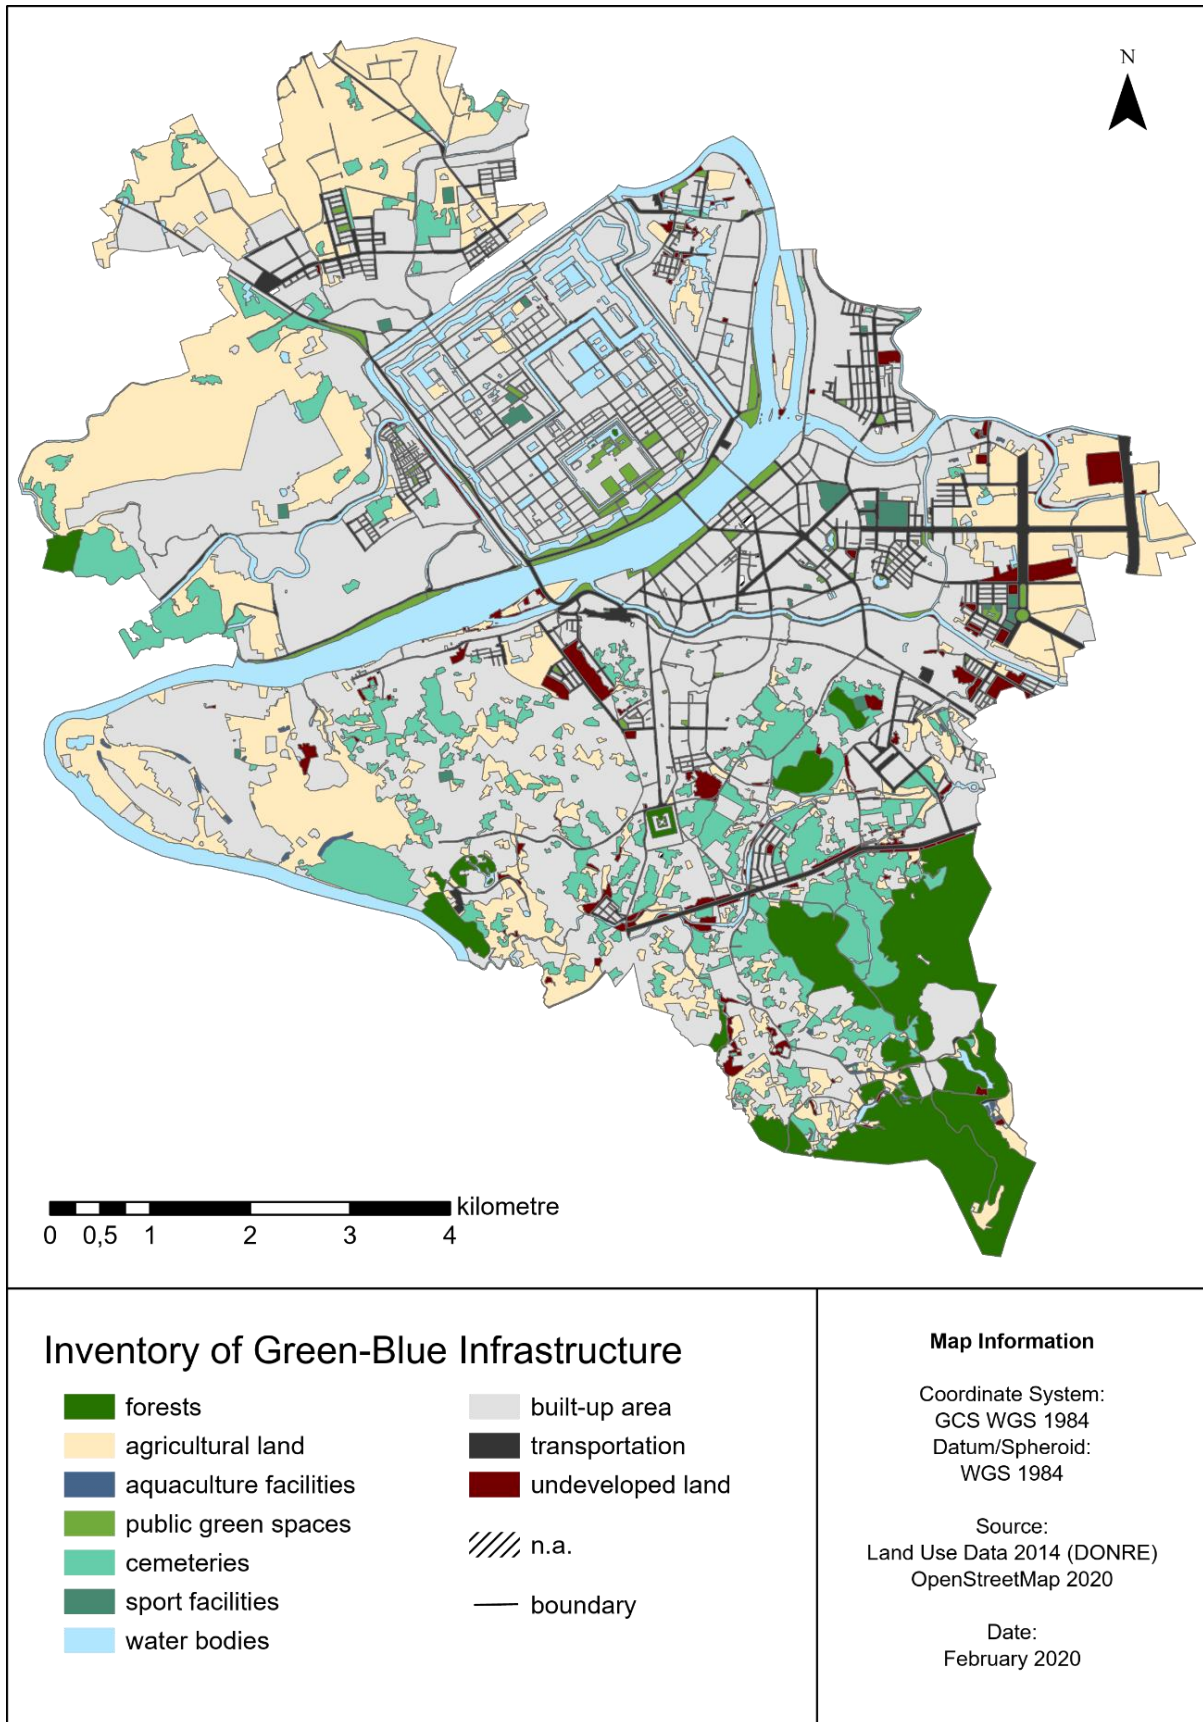 N
kilometre
0 0,5 1 2 3 4
Inventory of Green-Blue Infrastructure
forests
agricultural land
aquaculture facilities
public green spaces
cemeteries
sport facilities
water bodies
built-up area
transportation
undeveloped land
n.a.
boundary
Map Information
Coordinate System:
GCS WGS 1984
Datum/Spheroid:
WGS 1984
Source:
Land Use Data 2014 (DONRE)
OpenStreetMap 2020
Date:
February 2020